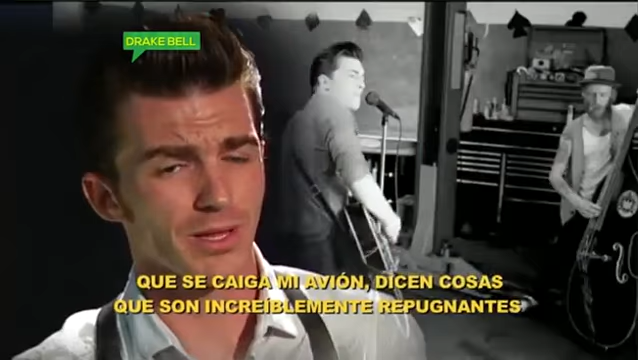 DRAKE BELL
QUE SE CAIGA MI AVIÓN, DICEN COSAS
QUE SON INCREÍBLEMENTE REPUGNANTES